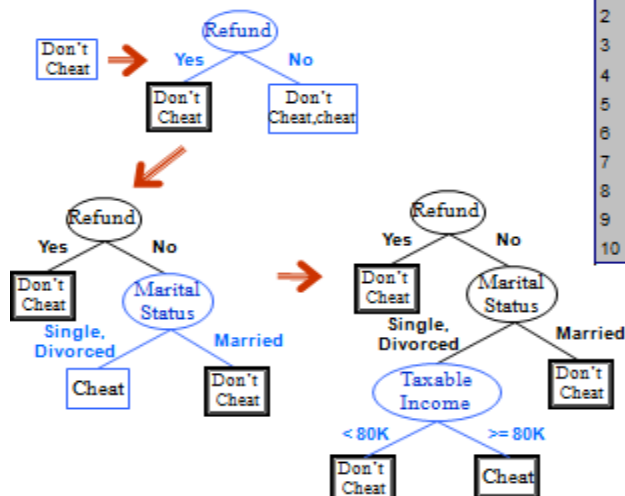 Refund
Don't
Cheat
Yes
No
Don't
Cheat
Don't
Cheat,cheat
2
3
4
5
6
7
8
9
10
Refund
Yes
No
Don't
Cheat
Marital
Status
Single,
Divorced
Married
Cheat
Don't
Cheat
Refund
Yes
No
Don't
Cheat
Marital
Status
Single,
Divorced
Married
Taxable
Income
Don't
Cheat
< 80K
>= 80K
Don't
Cheat
Cheat